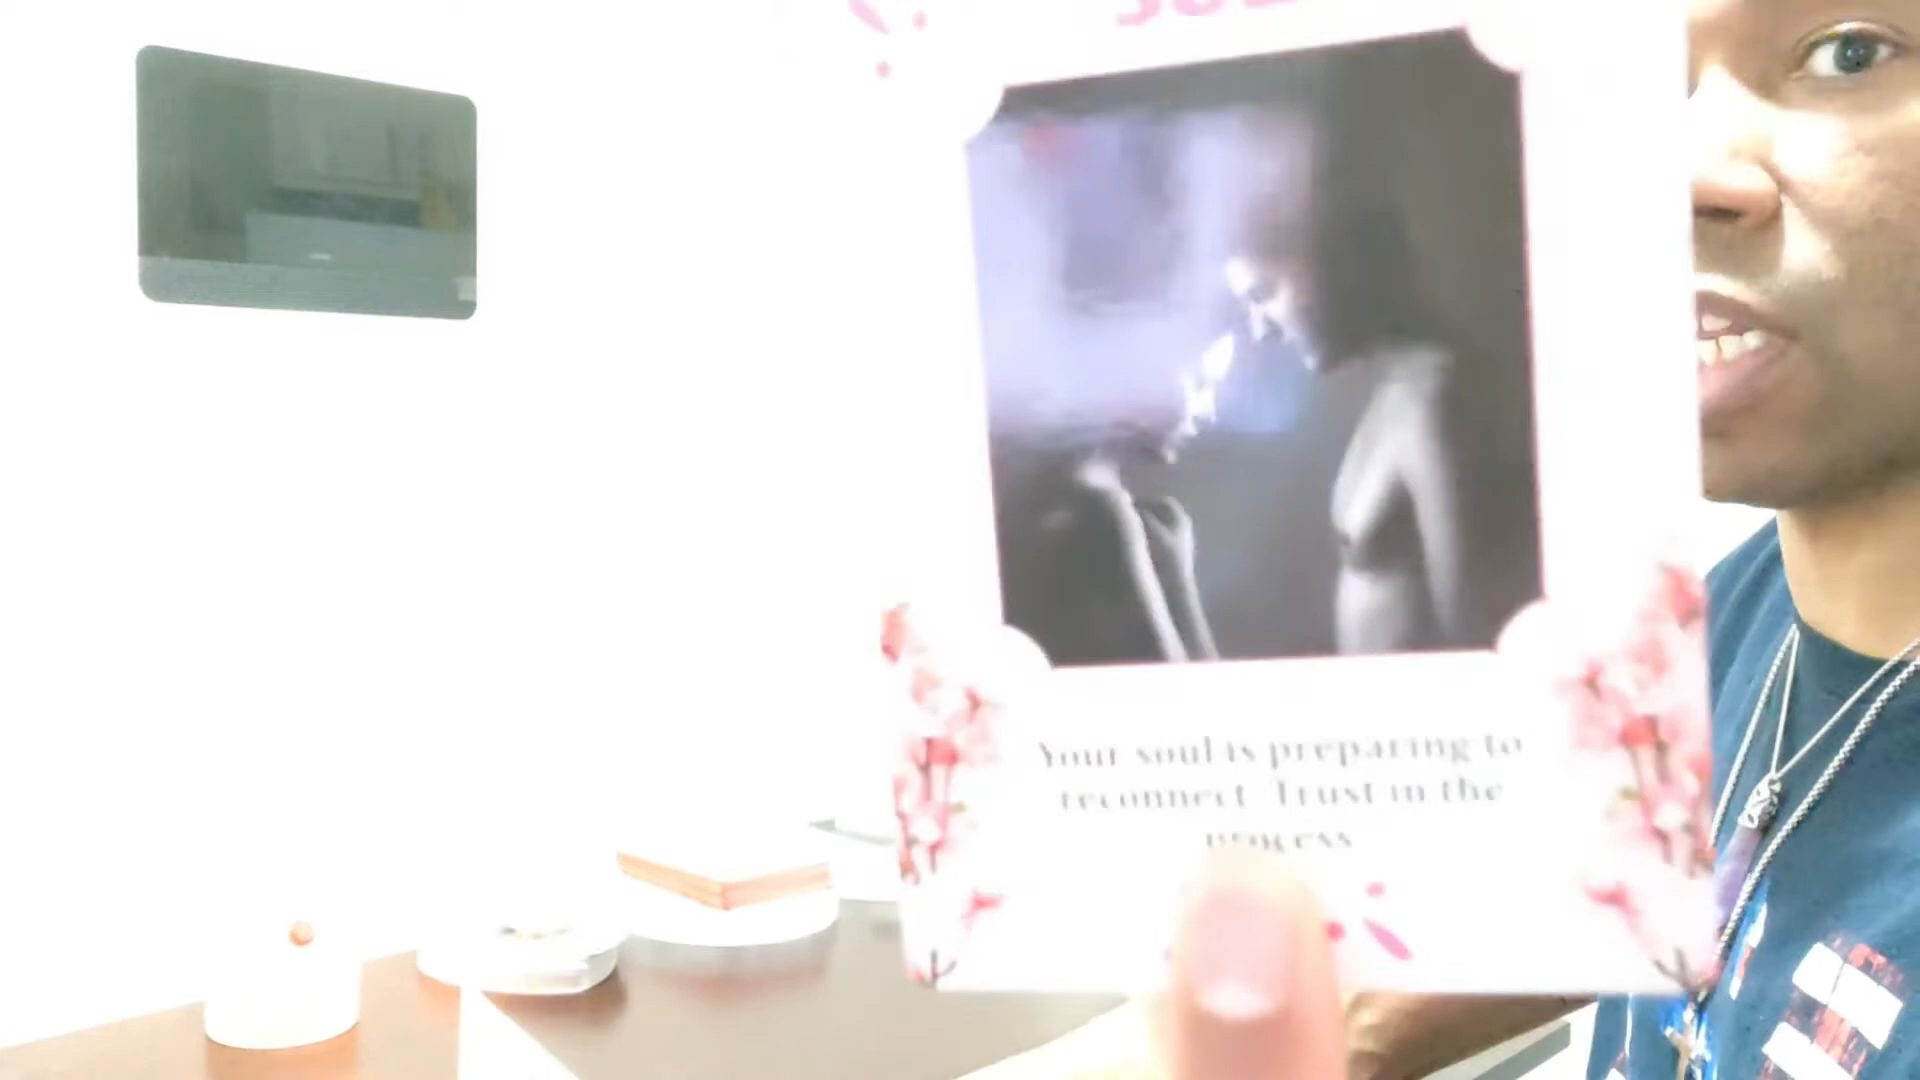 Your soul is preparing to
reconnect Trust in the
process